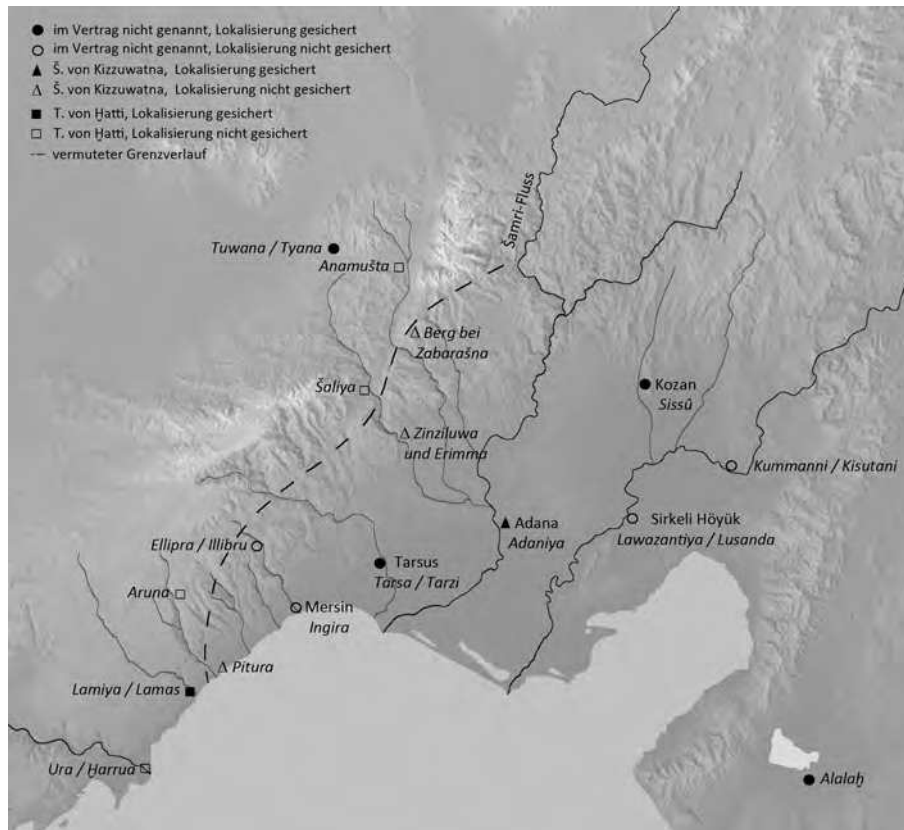 ● im Vertrag nicht genannt, Lokalisierung gesichert
○ im Vertrag nicht genannt, Lokalisierung nicht gesichert
▲ Š. von Kizzuwatna, Lokalisierung gesichert
△ Š. von Kizzuwatna, Lokalisierung nicht gesichert
■ T. von Ḫatti, Lokalisierung gesichert
□ T. von Ḫatti, Lokalisierung nicht gesichert
--- vermuteter Grenzverlauf
Šamri-Fluss
Tuwana / Tyana
Anamušta
Berg bei
Zabarašna
Šaliya
Kozan
Sissû
Zinziluwa
und Erimma
Kummanni / Kisutani
Adana
Adaniya
Sirkeli Höyük
Lawazantiya / Lusanda
Ellipra / Illibru
Tarsus
Tarsa / Tarzi
Aruna
Mersin
Ingira
Pitura
Lamiya / Lamas
Ura / Ḫarrua
Alalaḫ